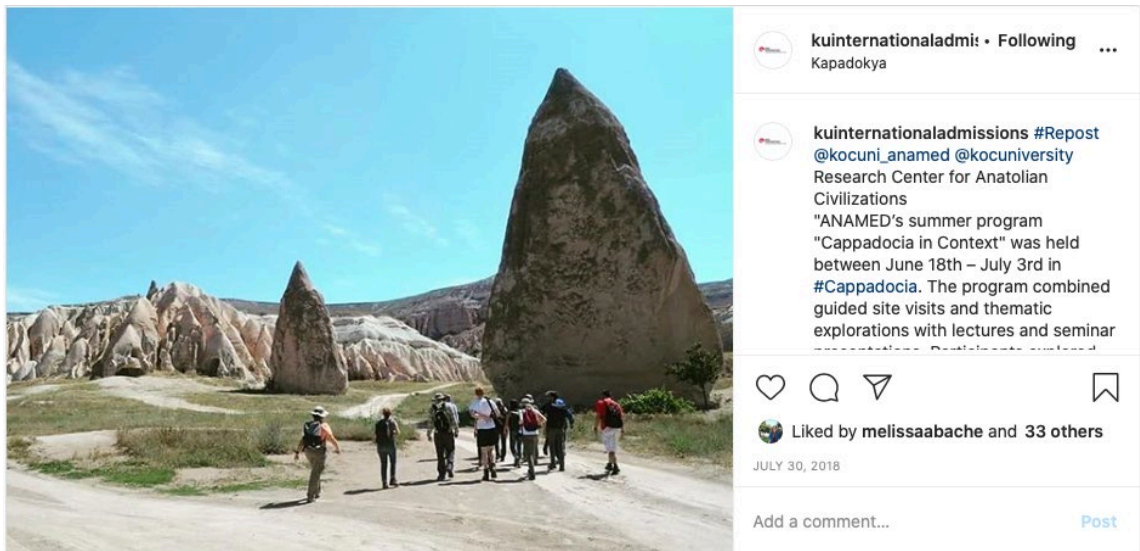 kuinternationaladmis • Following
Kapadokya
kuinternationaladmissions #Repost
@kocuni_anamed @kocuniversity
Research Center for Anatolian
Civilizations
"ANAMED’s summer program
"Cappadocia in Context" was held
between June 18th – July 3rd in
#Cappadocia. The program combined
guided site visits and thematic
explorations with lectures and seminar
Liked by melissaabache and 33 others
JULY 30, 2018
Add a comment...
Post